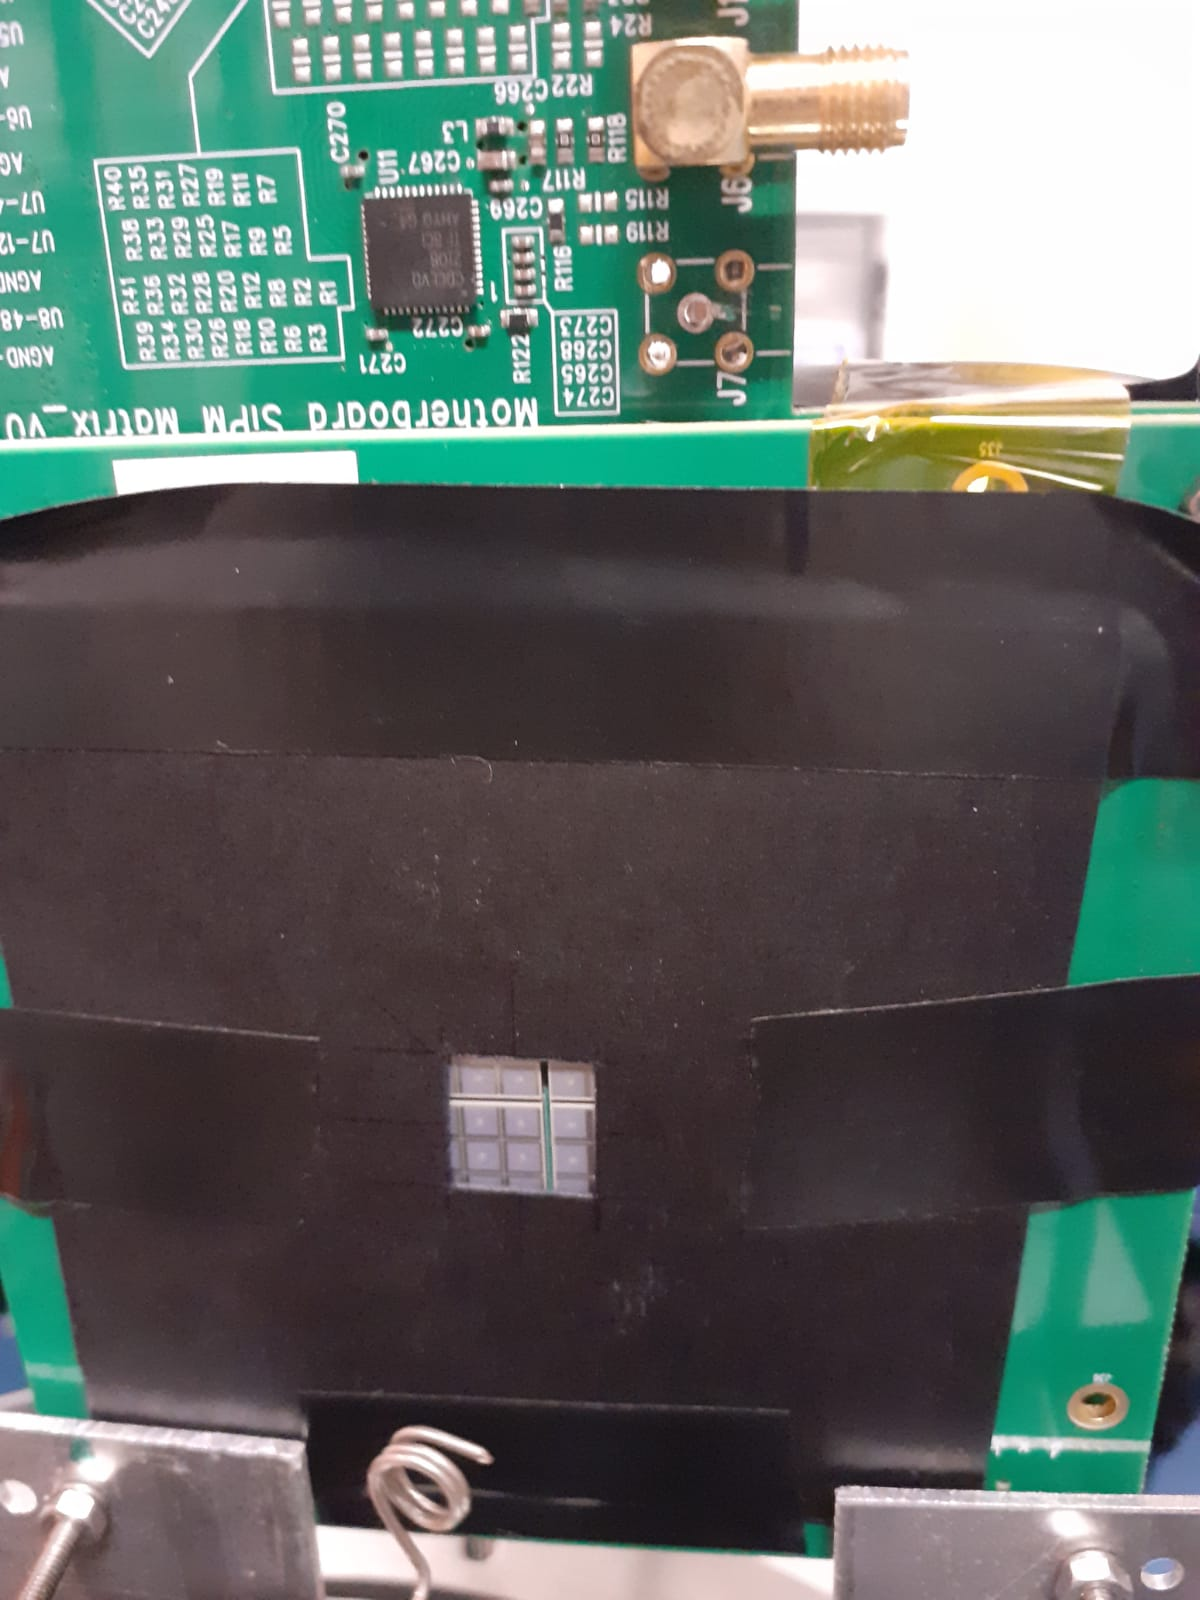 R24
R22
C266
C270
L3
R118
U11
C267
R117
J6
C269
R115
R119
R116
R40
R35
R31
R27
R19
R11
R7
R38
R33
R29
R25
R17
R9
R5
R41
R36
R32
R28
R20
R12
R8
R2
R1
R39
R34
R30
R26
R18
R10
R6
R3
U7-12
AGND
U8-48
AGND-
CDCLVD
1
C272
C271
R122
C273
C268
C265
C274
J7
Motherboard SiPM Matrix_V0
J35